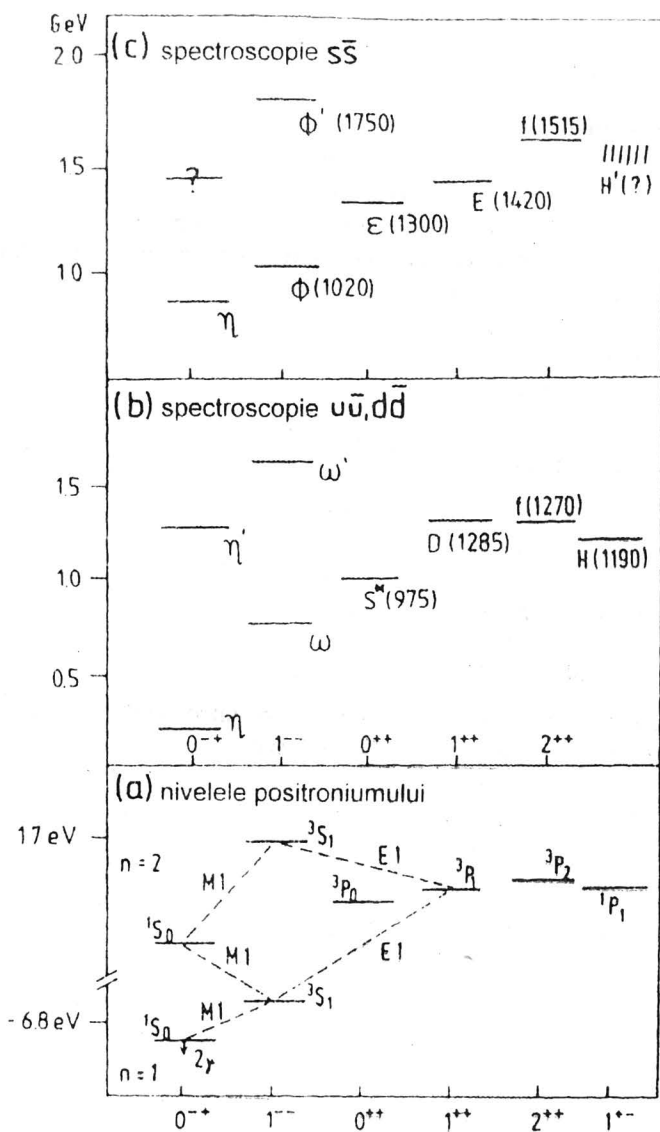 GeV
(c) spectroscopie ss̄
2.0
ɸ' (1750)
f(1515)
1.5
?
H'(?)
E (1420)
ε (1300)
1.0
ɸ(1020)
η
(b) spectroscopie uū,dd̄
ω'
1.5
f(1270)
η'
D (1285)
H (1190)
1.0
S*(975)
ω
0.5
η
0⁻⁺ 1⁻⁻ 0⁺⁺ 1⁺⁺ 2⁺⁺
(a) nivelele positroniumului
17 eV
³S₁
E1
n = 2
M1
³P₀
³P₁
³P₂
¹P₁
¹S₀
M1
E1
³S₁
M1
-6.8 eV
¹S₀
2γ
n = 1
0⁻⁺ 1⁻⁻ 0⁺⁺ 1⁺⁺ 2⁺⁺ 1⁺⁻